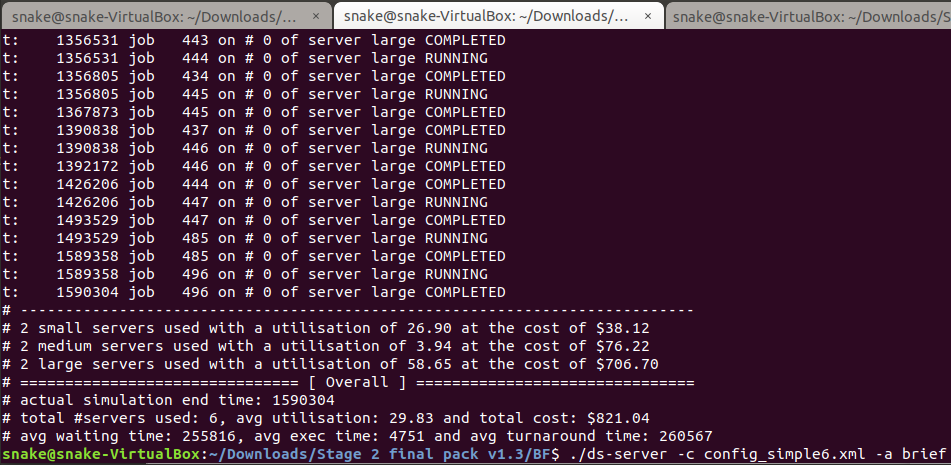 snake@snake-VirtualBox: ~/Downloads/... × snake@snake-VirtualBox: ~/Downloads/... × snake@snake-VirtualBox: ~/Downloads/S
t:    1356531 job   443 on # 0 of server large COMPLETED
t:    1356531 job   444 on # 0 of server large RUNNING
t:    1356805 job   434 on # 0 of server large COMPLETED
t:    1356805 job   445 on # 0 of server large RUNNING
t:    1367873 job   445 on # 0 of server large COMPLETED
t:    1390838 job   437 on # 0 of server large COMPLETED
t:    1390838 job   446 on # 0 of server large RUNNING
t:    1392172 job   446 on # 0 of server large COMPLETED
t:    1426206 job   444 on # 0 of server large COMPLETED
t:    1426206 job   447 on # 0 of server large RUNNING
t:    1493529 job   447 on # 0 of server large COMPLETED
t:    1493529 job   485 on # 0 of server large RUNNING
t:    1589358 job   485 on # 0 of server large COMPLETED
t:    1589358 job   496 on # 0 of server large RUNNING
t:    1590304 job   496 on # 0 of server large COMPLETED
# ---------------------------------------------------------------------------
# 2 small servers used with a utilisation of 26.90 at the cost of $38.12
# 2 medium servers used with a utilisation of 3.94 at the cost of $76.22
# 2 large servers used with a utilisation of 58.65 at the cost of $706.70
# =============================== [ Overall ] ===============================
# actual simulation end time: 1590304
# total #servers used: 6, avg utilisation: 29.83 and total cost: $821.04
# avg waiting time: 255816, avg exec time: 4751 and avg turnaround time: 260567
snake@snake-VirtualBox:~/Downloads/Stage 2 final pack v1.3/BF$ ./ds-server -c config_simple6.xml -a brief